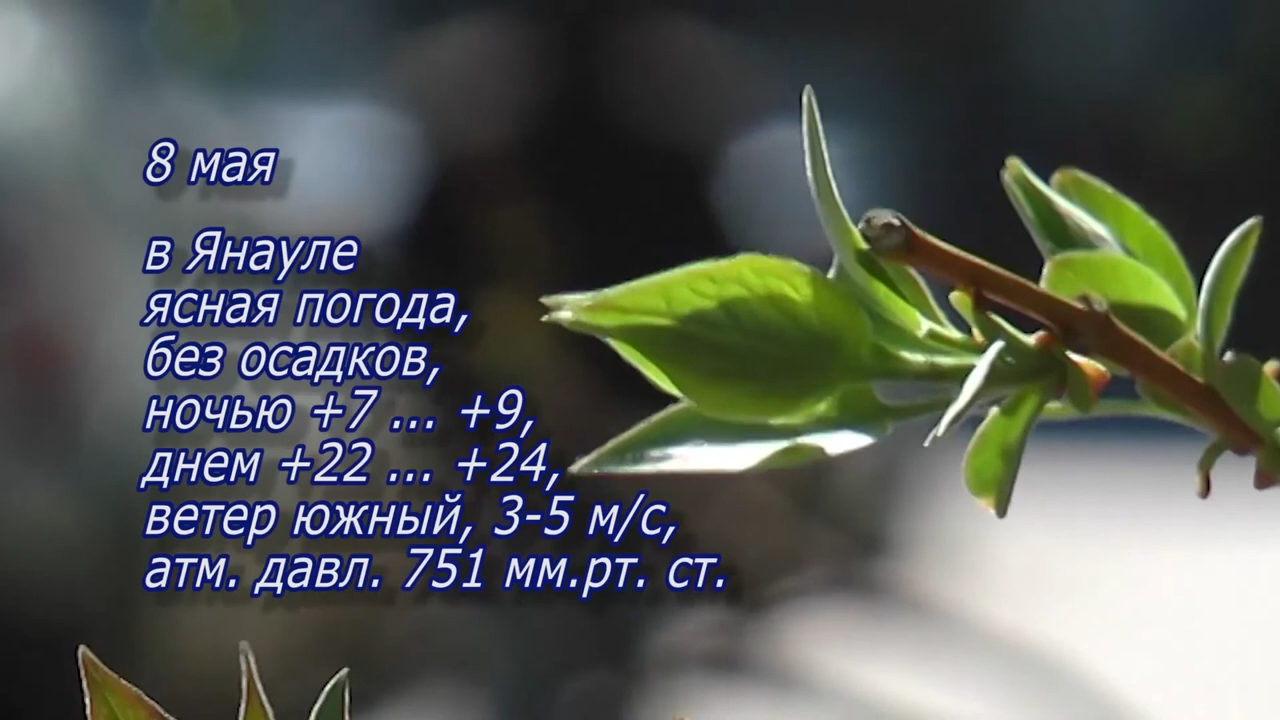 8 мая
в Янауле
ясная погода,
без осадков,
ночью +7 ... +9,
днем +22 ... +24,
ветер южный, 3-5 м/с,
атм. давл. 751 мм.рт. ст.